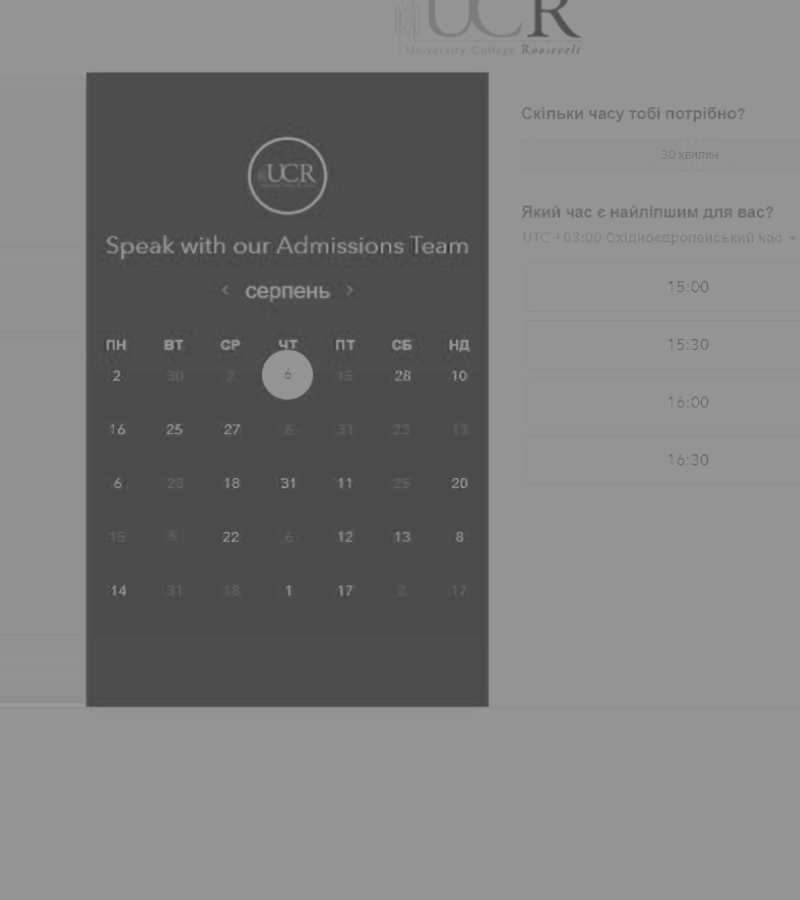 UCR
University College Roosevelt
UCR
Speak with our Admissions Team
< серпень >
ПН ВТ СР ЧТ ПТ СБ НД
2 30 2 6 15 28 10
16 25 27 6 31 22 13
6 28 18 31 11 25 20
15 5 22 6 12 13 8
14 31 18 1 17 2 17
Скільки часу тобі потрібно?
30 хвилин
Який час є найліпшим для вас?
UTC +03:00 Східноєвропейський час
15:00
15:30
16:00
16:30